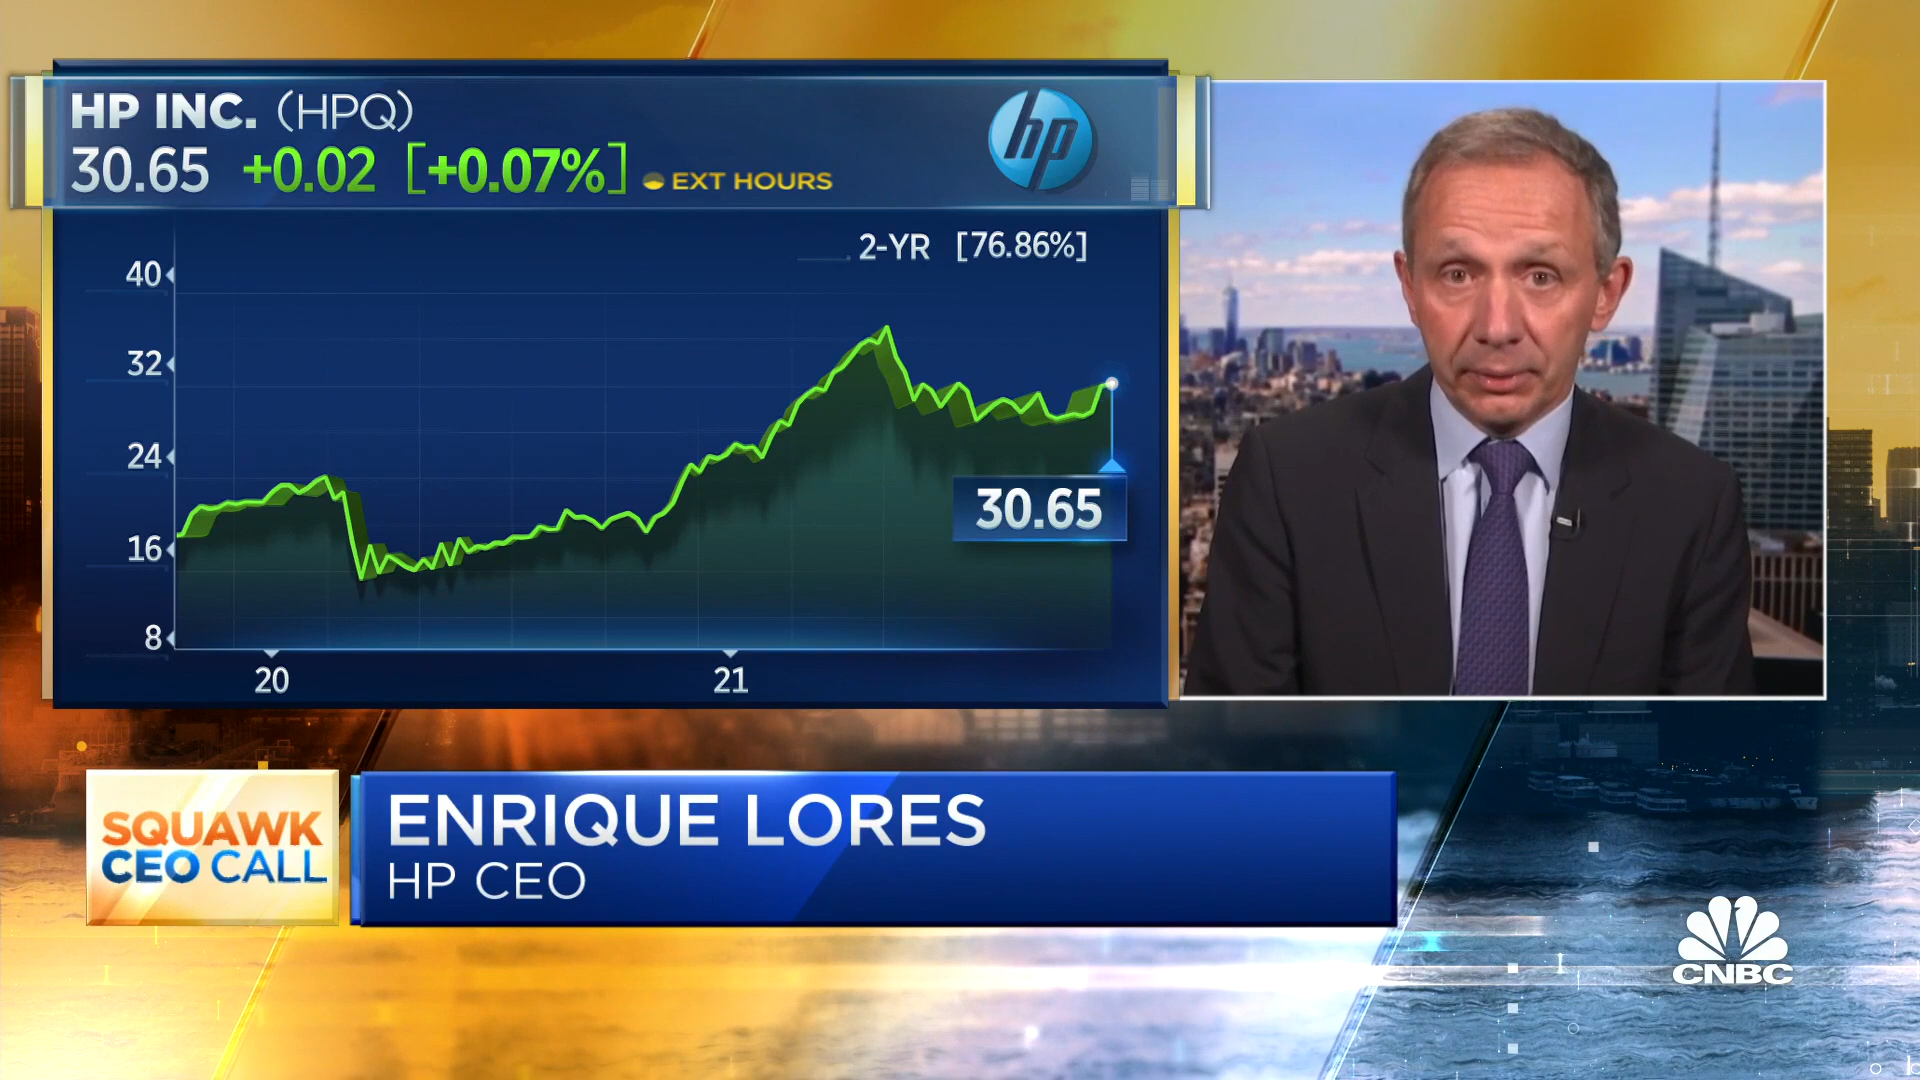 HP INC. (HPQ)
30.65 +0.02 [+0.07%] EXT HOURS
hp
2-YR [76.86%]
40
32
24
16
8
30.65
20 21
SQUAWK
CEO CALL
ENRIQUE LORES
HP CEO
CNBC